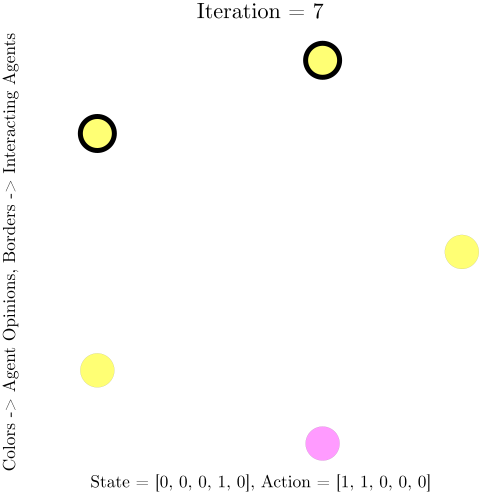 Iteration = 7
Colors -> Agent Opinions, Borders -> Interacting Agents
State = [0, 0, 0, 1, 0], Action = [1, 1, 0, 0, 0]